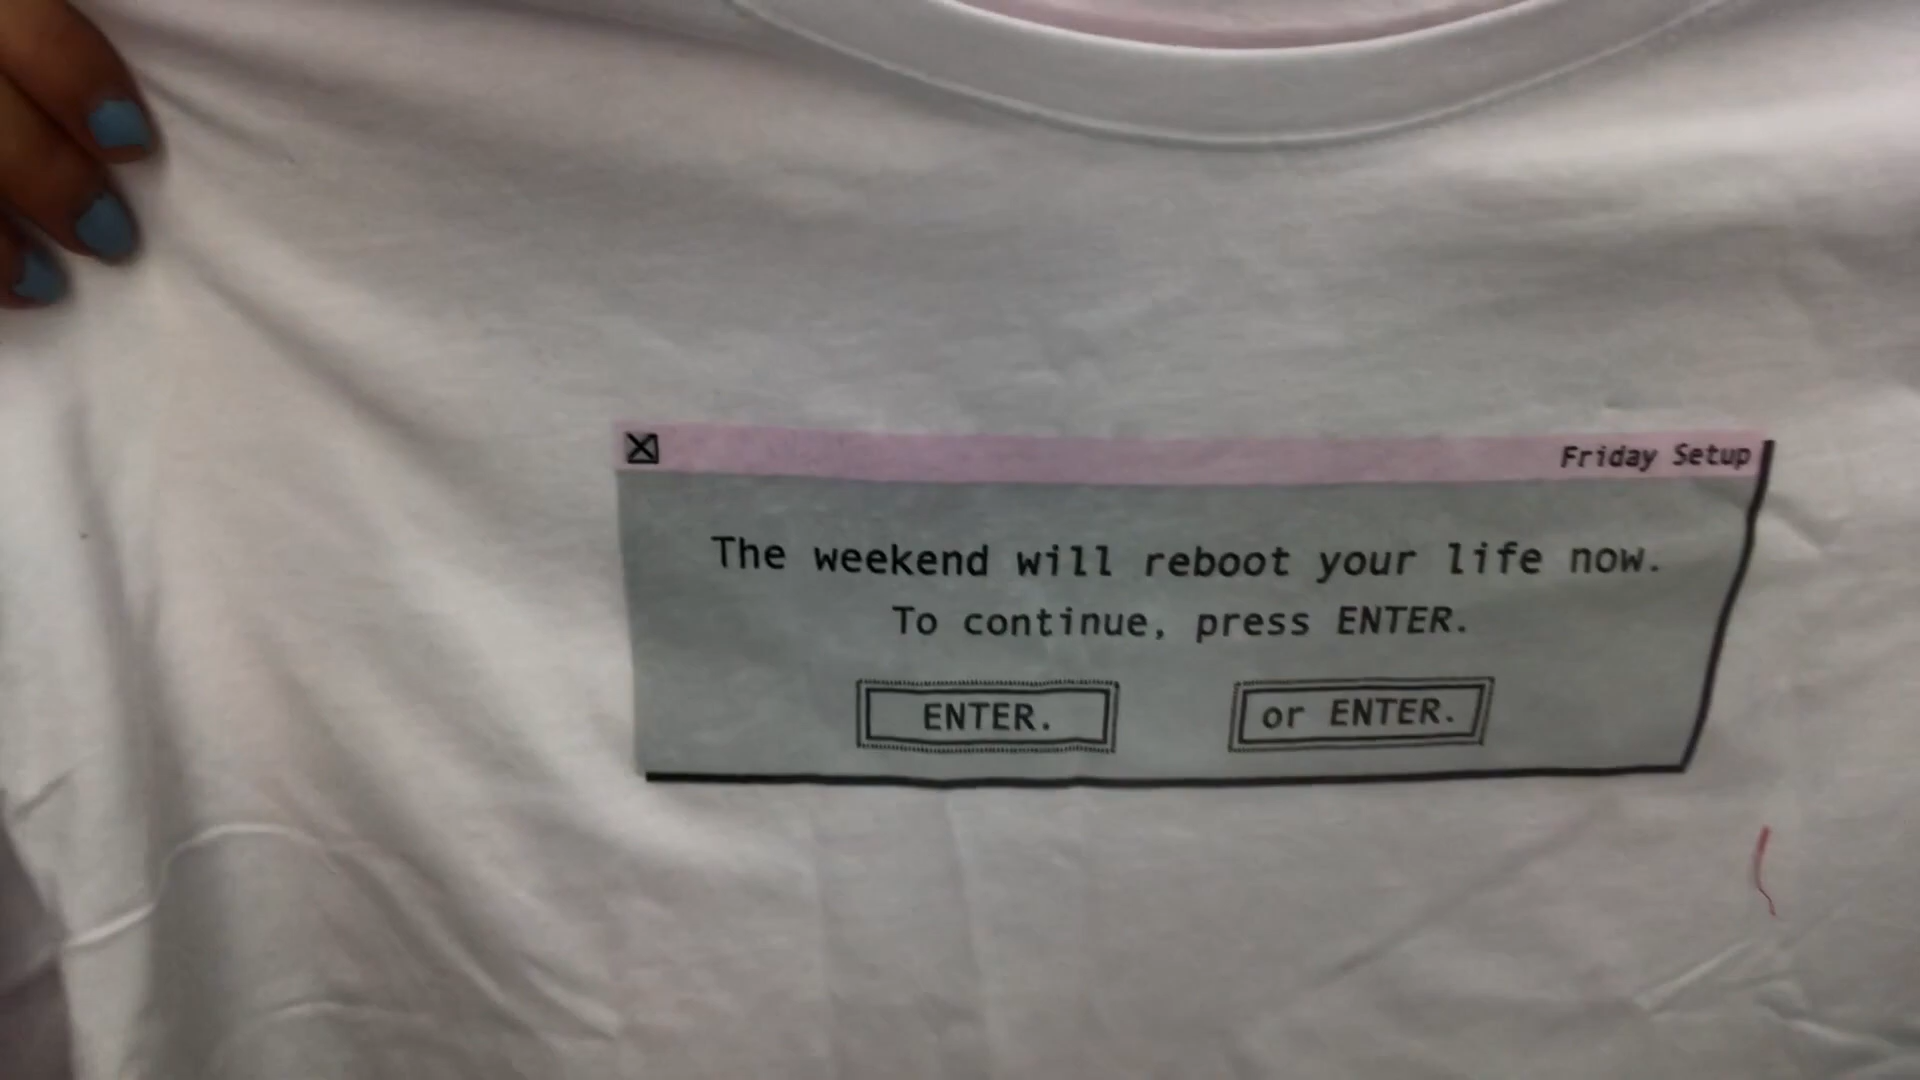 Friday Setup
The weekend will reboot your life now.
To continue, press ENTER.
ENTER.
or ENTER.